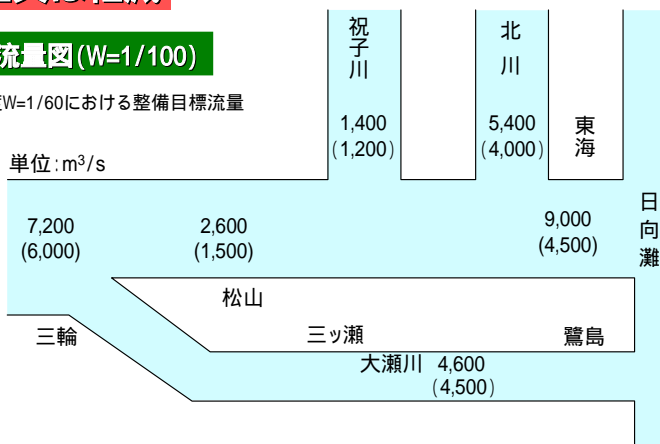 流量図(W=1/100)
W=1/60における整備目標流量
単位:m³/s
祝子川
1,400
(1,200)
北川
5,400
(4,000)
東海
7,200
(6,000)
2,600
(1,500)
9,000
(4,500)
日向灘
松山
三輪
三ッ瀬
鷺島
大瀬川 4,600
(4,500)